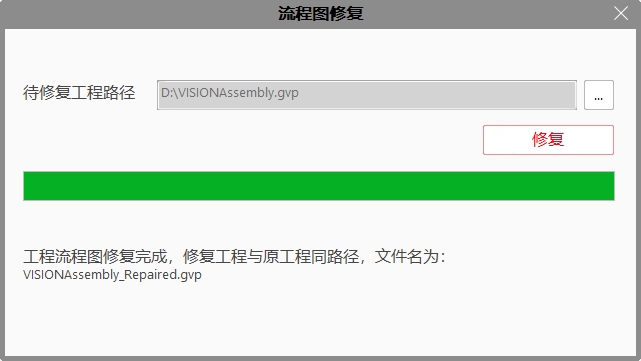 流程图修复
待修复工程路径
D:\VISIONAssembly.gvp
...
修复
工程流程图修复完成，修复工程与原工程同路径，文件名为：
VISIONAssembly_Repaired.gvp